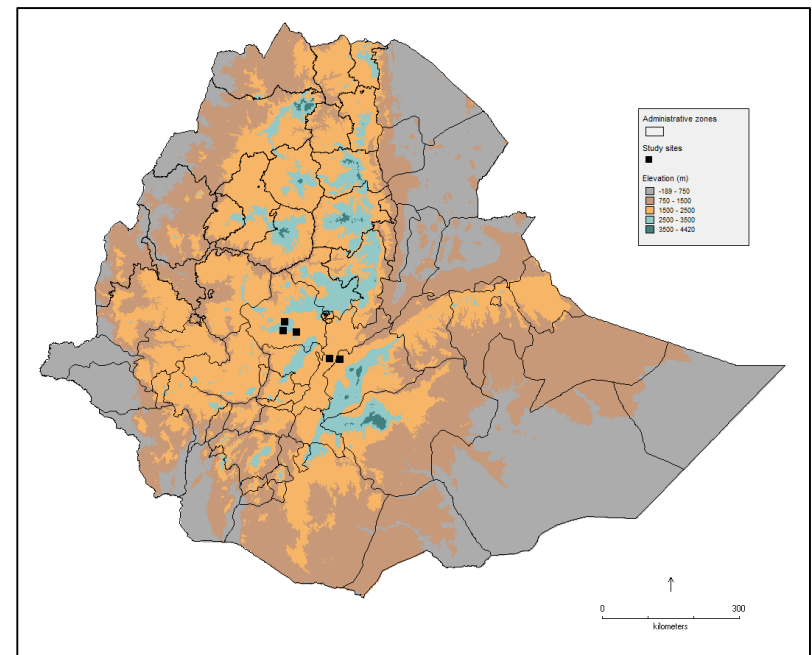 Administrative zones
Study sites
Elevation (m)
-189 - 750
750 - 1500
1500 - 2500
2500 - 3500
3500 - 4420
0 300
kilometers